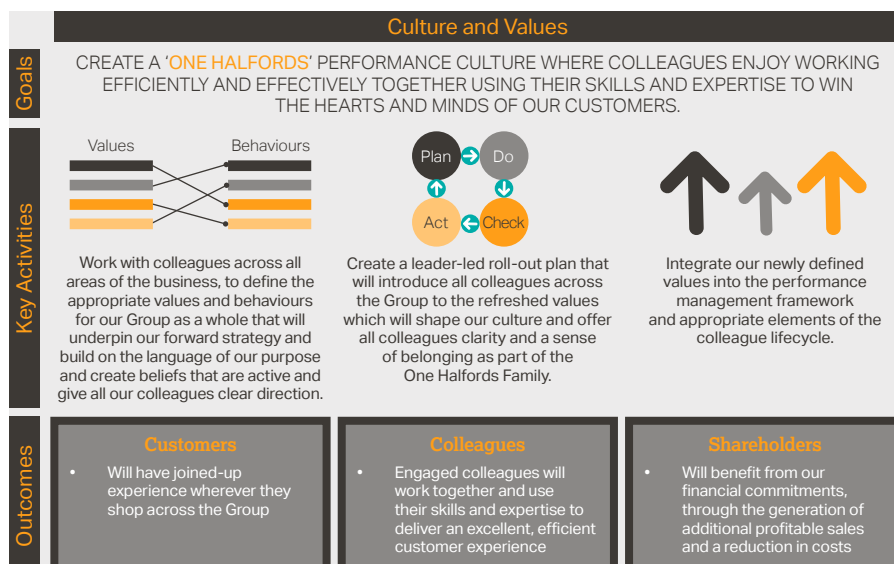 Culture and Values
Goals
CREATE A 'ONE HALFORDS' PERFORMANCE CULTURE WHERE COLLEAGUES ENJOY WORKING
EFFICIENTLY AND EFFECTIVELY TOGETHER USING THEIR SKILLS AND EXPERTISE TO WIN
THE HEARTS AND MINDS OF OUR CUSTOMERS.
Key Activities
Values
Behaviours
Work with colleagues across all
areas of the business, to define the
appropriate values and behaviours
for our Group as a whole that will
underpin our forward strategy and
build on the language of our purpose
and create beliefs that are active and
give all our colleagues clear direction.
Plan
Do
Act
Check
Create a leader-led roll-out plan that
will introduce all colleagues across
the Group to the refreshed values
which will shape our culture and offer
all colleagues clarity and a sense
of belonging as part of the
One Halfords Family.
Integrate our newly defined
values into the performance
management framework
and appropriate elements of the
colleague lifecycle.
Outcomes
Customers
• Will have joined-up
experience wherever they
shop across the Group
Colleagues
• Engaged colleagues will
work together and use
their skills and expertise to
deliver an excellent, efficient
customer experience
Shareholders
• Will benefit from our
financial commitments,
through the generation of
additional profitable sales
and a reduction in costs